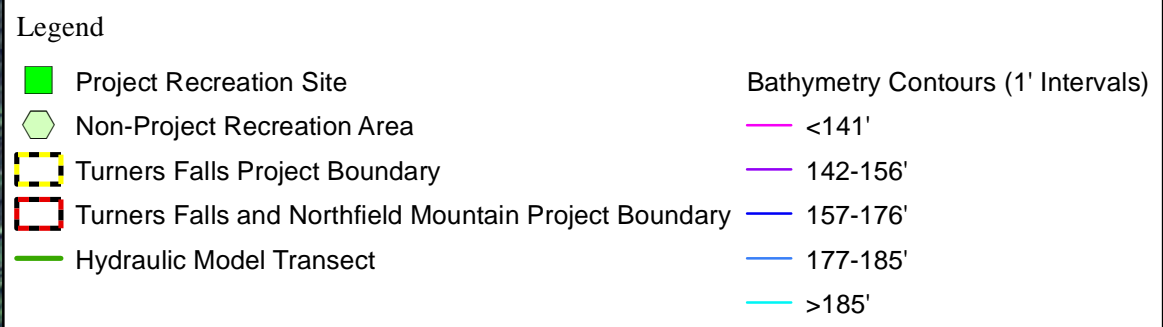 Legend
Project Recreation Site
Non-Project Recreation Area
Turners Falls Project Boundary
Turners Falls and Northfield Mountain Project Boundary
Hydraulic Model Transect
Bathymetry Contours (1' Intervals)
<141'
142-156'
157-176'
177-185'
>185'